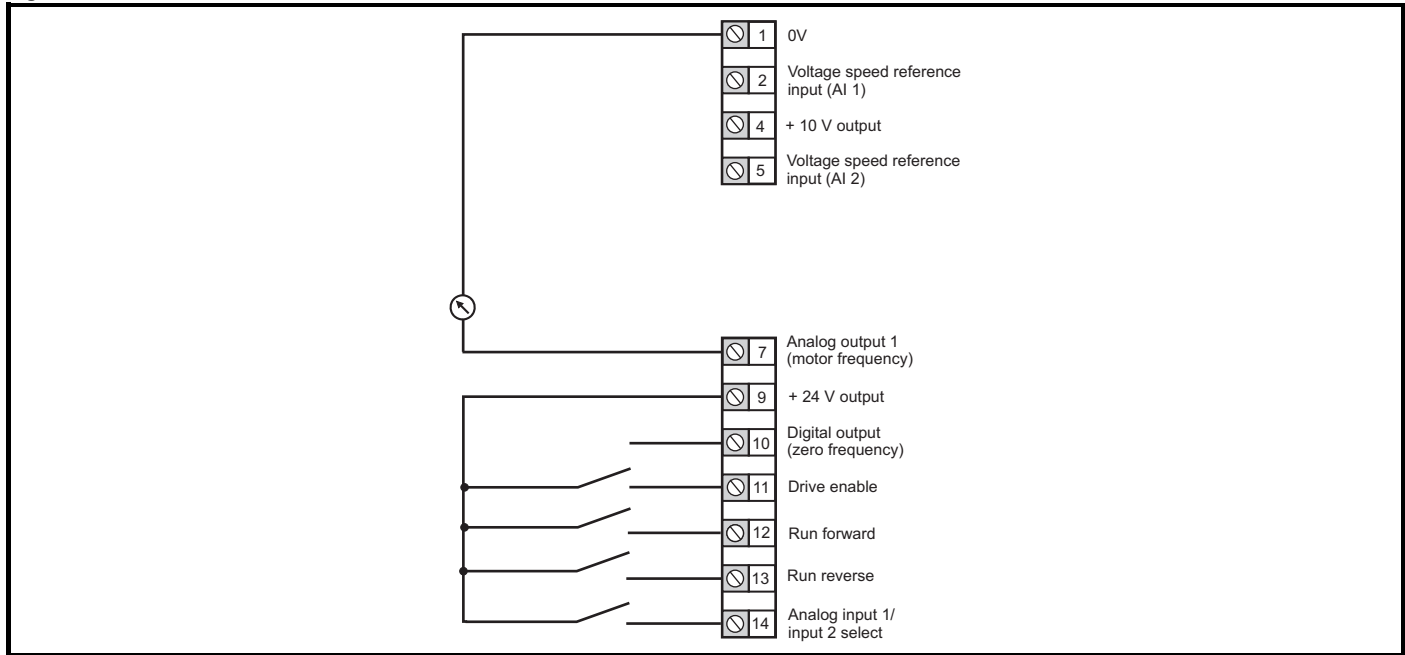 1 0V
2 Voltage speed reference
input (AI 1)
4 + 10 V output
5 Voltage speed reference
input (AI 2)
7 Analog output 1
(motor frequency)
9 + 24 V output
10 Digital output
(zero frequency)
11 Drive enable
12 Run forward
13 Run reverse
14 Analog input 1/
input 2 select